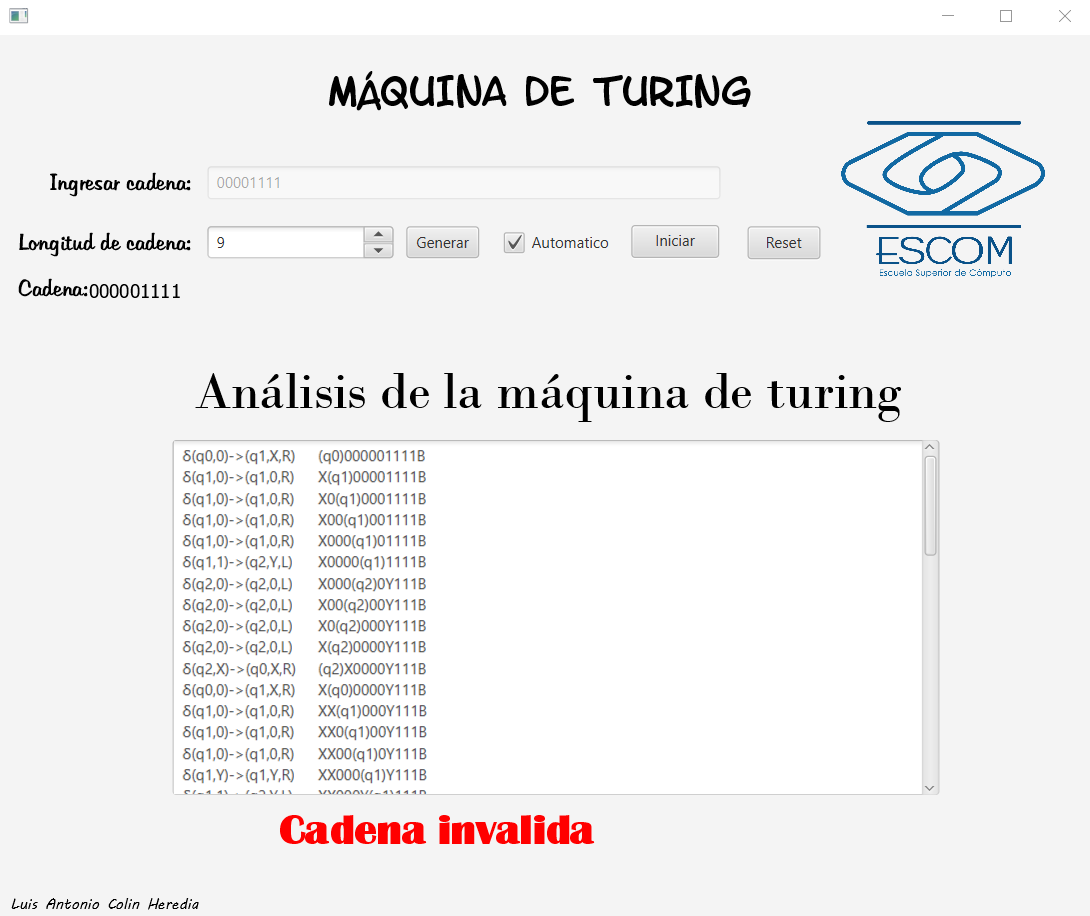 MÁQUINA DE TURING
Ingresar cadena: 00001111
Longitud de cadena: 9 Generar Automatico Iniciar Reset
ESCOM
Escuela Superior de Cómputo
Cadena:000001111
Análisis de la máquina de turing
δ(q0,0)->(q1,X,R) (q0)000001111B
δ(q1,0)->(q1,0,R) X(q1)00001111B
δ(q1,0)->(q1,0,R) X0(q1)0001111B
δ(q1,0)->(q1,0,R) X00(q1)001111B
δ(q1,0)->(q1,0,R) X000(q1)01111B
δ(q1,1)->(q2,Y,L) X0000(q1)1111B
δ(q2,0)->(q2,0,L) X000(q2)0Y111B
δ(q2,0)->(q2,0,L) X00(q2)00Y111B
δ(q2,0)->(q2,0,L) X0(q2)000Y111B
δ(q2,0)->(q2,0,L) X(q2)0000Y111B
δ(q2,X)->(q0,X,R) (q2)X0000Y111B
δ(q0,0)->(q1,X,R) X(q0)0000Y111B
δ(q1,0)->(q1,0,R) XX(q1)000Y111B
δ(q1,0)->(q1,0,R) XX0(q1)00Y111B
δ(q1,0)->(q1,0,R) XX00(q1)0Y111B
δ(q1,Y)->(q1,Y,R) XX000(q1)Y111B
δ(q1,1)->(q2,Y,L) XX000Y(q1)111B
Cadena invalida
Luis Antonio Colin Heredia